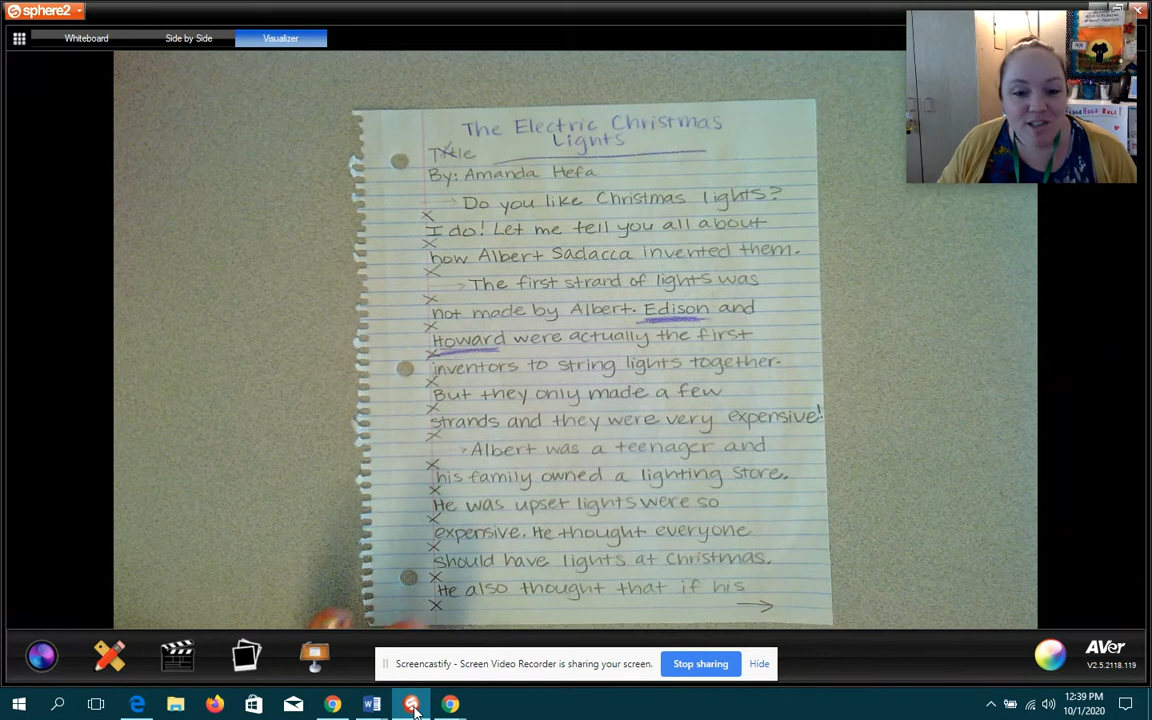 sphere2
Whiteboard
Side by Side
Visualizer
The Electric Christmas
Lights
Title
By: Amanda Hefa
Do you like Christmas lights?
I do! Let me tell you all about
how Albert Sadacca invented them.
The first strand of lights was
not made by Albert. Edison and
Howard were actually the first
inventors to string lights together.
But they only made a few
strands and they were very expensive!
Albert was a teenager and
his family owned a lighting store.
He was upset lights were so
expensive. He thought everyone
should have lights at Christmas.
He also thought that if his
Screencastify - Screen Video Recorder is sharing your screen.
Stop sharing
Hide
AVer
V2.5.2118.119
12:39 PM
10/1/2020